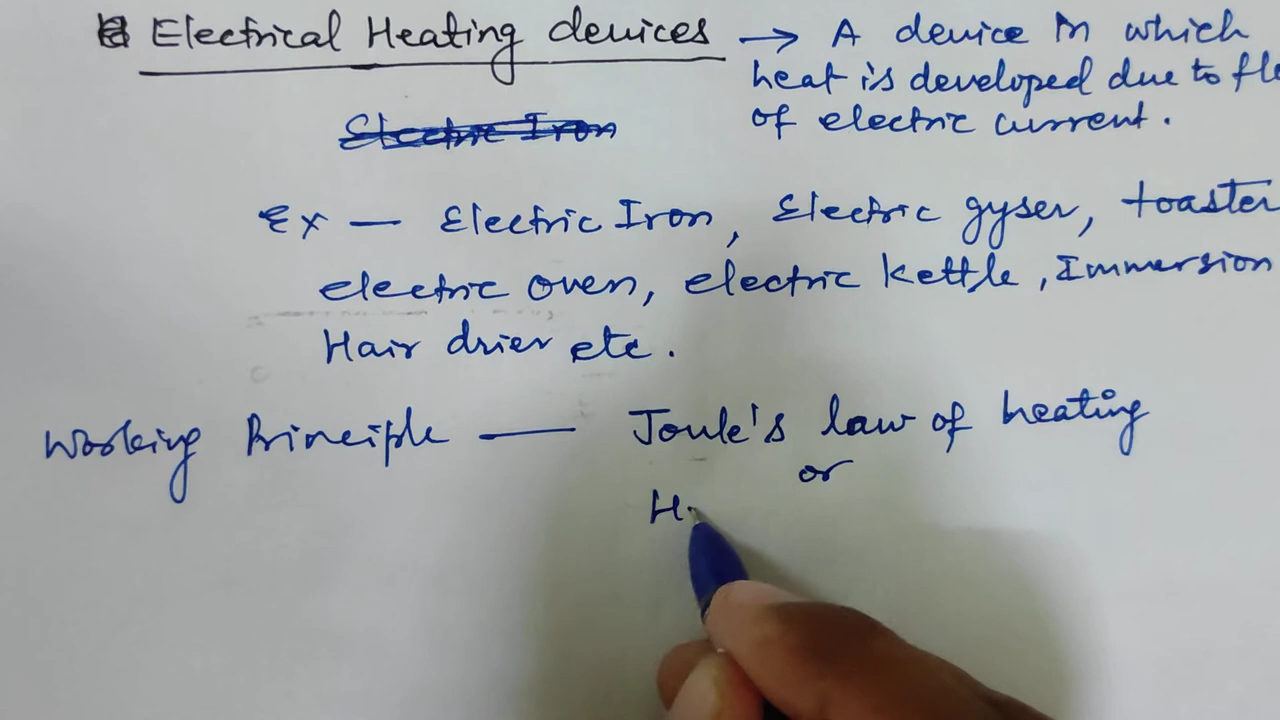 Electrical Heating devices → A device in which
heat is developed due to flo
of electric current.
Electric Iron
Ex — Electric Iron, Electric gyser, toaster
electric oven, electric kettle, Immersion
Hair drier etc.
Working Principle — Joule's law of heating
or
H